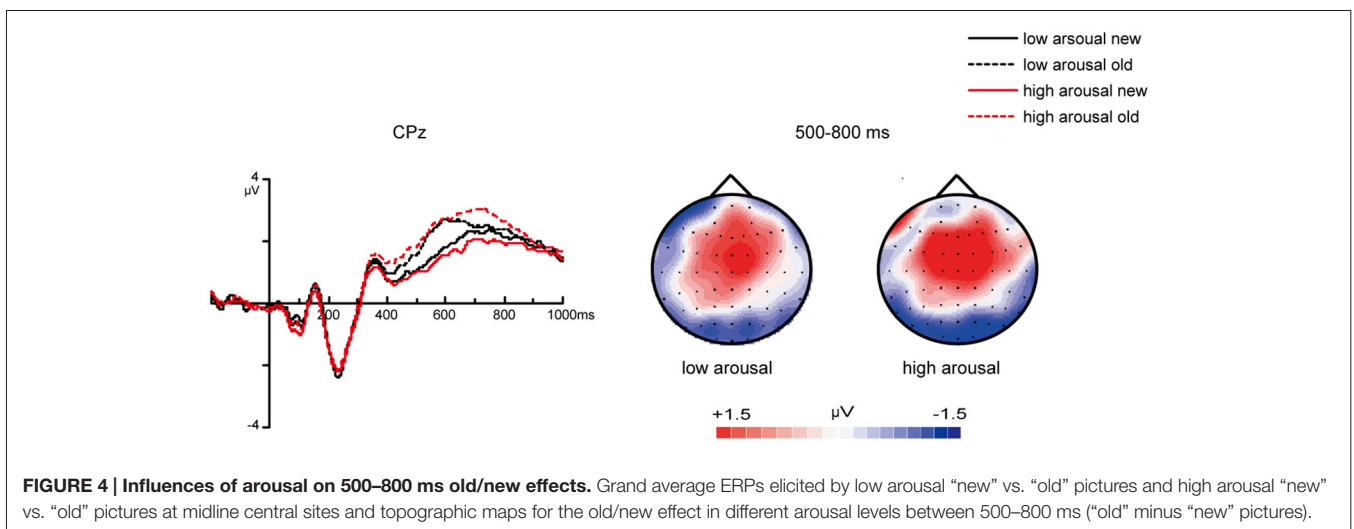 low arsoual new
low arousal old
high arousal new
high arousal old
CPz
500-800 ms
4
µV
200
400
600
800
1000ms
-4
low arousal
high arousal
+1.5
µV
-1.5
FIGURE 4 | Influences of arousal on 500–800 ms old/new effects. Grand average ERPs elicited by low arousal “new” vs. “old” pictures and high arousal “new”
vs. “old” pictures at midline central sites and topographic maps for the old/new effect in different arousal levels between 500–800 ms (“old” minus “new” pictures).